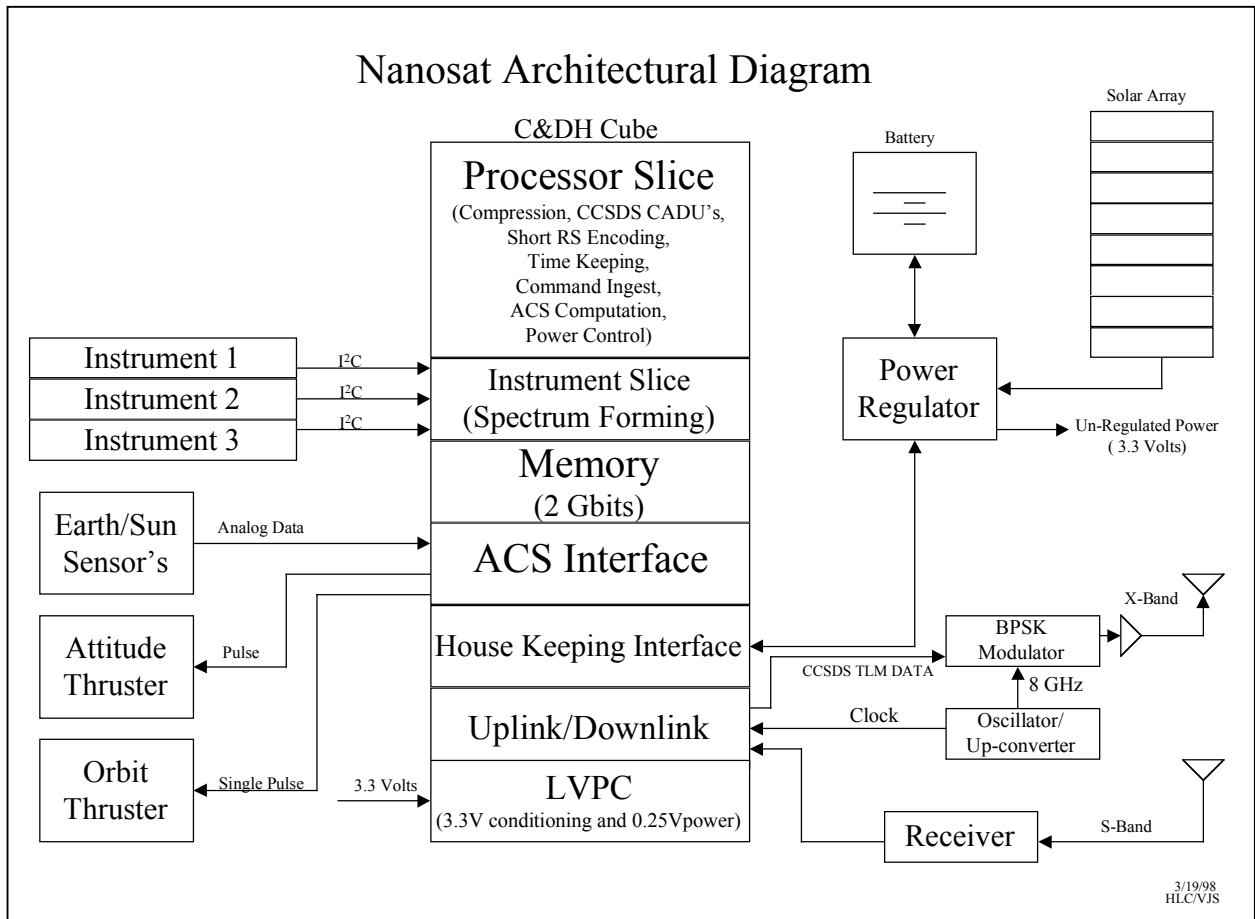 Nanosat Architectural Diagram
C&DH Cube
Processor Slice
(Compression, CCSDS CADU's,
Short RS Encoding,
Time Keeping,
Command Ingest,
ACS Computation,
Power Control)
Instrument 1
Instrument 2
Instrument 3
I²C
I²C
I²C
Instrument Slice
(Spectrum Forming)
Memory
(2 Gbits)
Earth/Sun
Sensor's
Analog Data
ACS Interface
Attitude
Thruster
Pulse
House Keeping Interface
Orbit
Thruster
Single Pulse
Uplink/Downlink
3.3 Volts
LVPC
(3.3V conditioning and 0.25Vpower)
Battery
Solar Array
Power
Regulator
Un-Regulated Power
( 3.3 Volts)
X-Band
BPSK
Modulator
CCSDS TLM DATA
8 GHz
Clock
Oscillator/
Up-converter
Receiver
S-Band
3/19/98
HLC/VJS